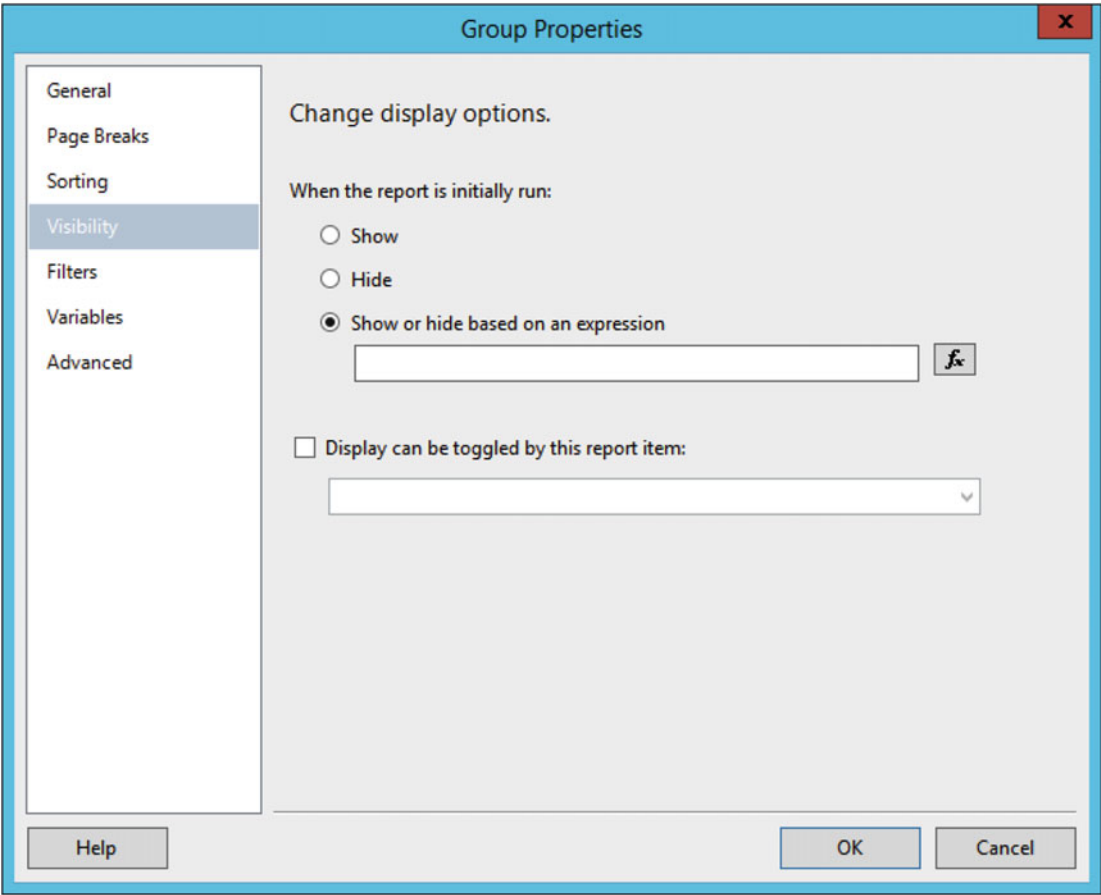 Group Properties
x
General
Page Breaks
Sorting
Visibility
Filters
Variables
Advanced
Change display options.
When the report is initially run:
Show
Hide
Show or hide based on an expression
fx
Display can be toggled by this report item:
Help
OK
Cancel